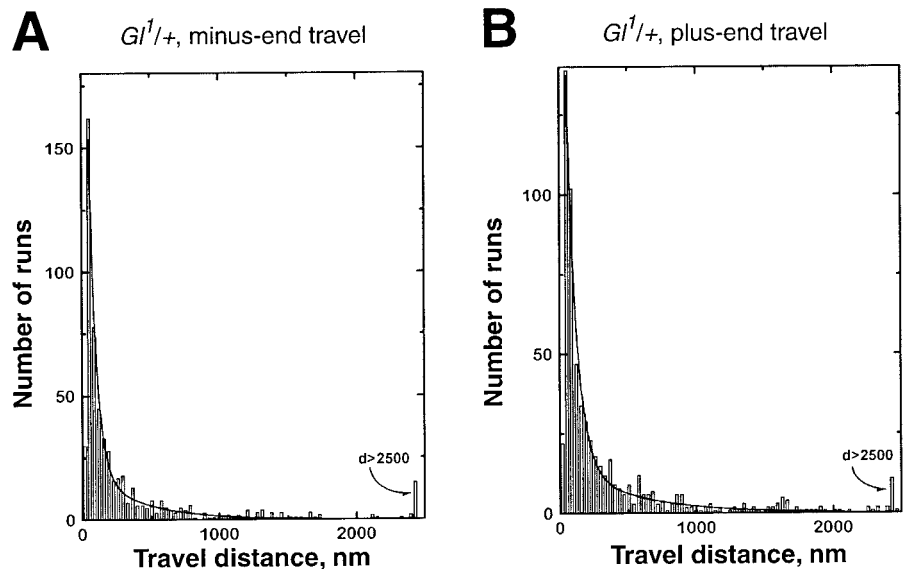 A
Gl¹/+, minus-end travel
150
100
50
0
Number of runs
d>2500
0
1000
2000
Travel distance, nm
B
Gl¹/+, plus-end travel
100
50
0
Number of runs
d>2500
0
1000
2000
Travel distance, nm